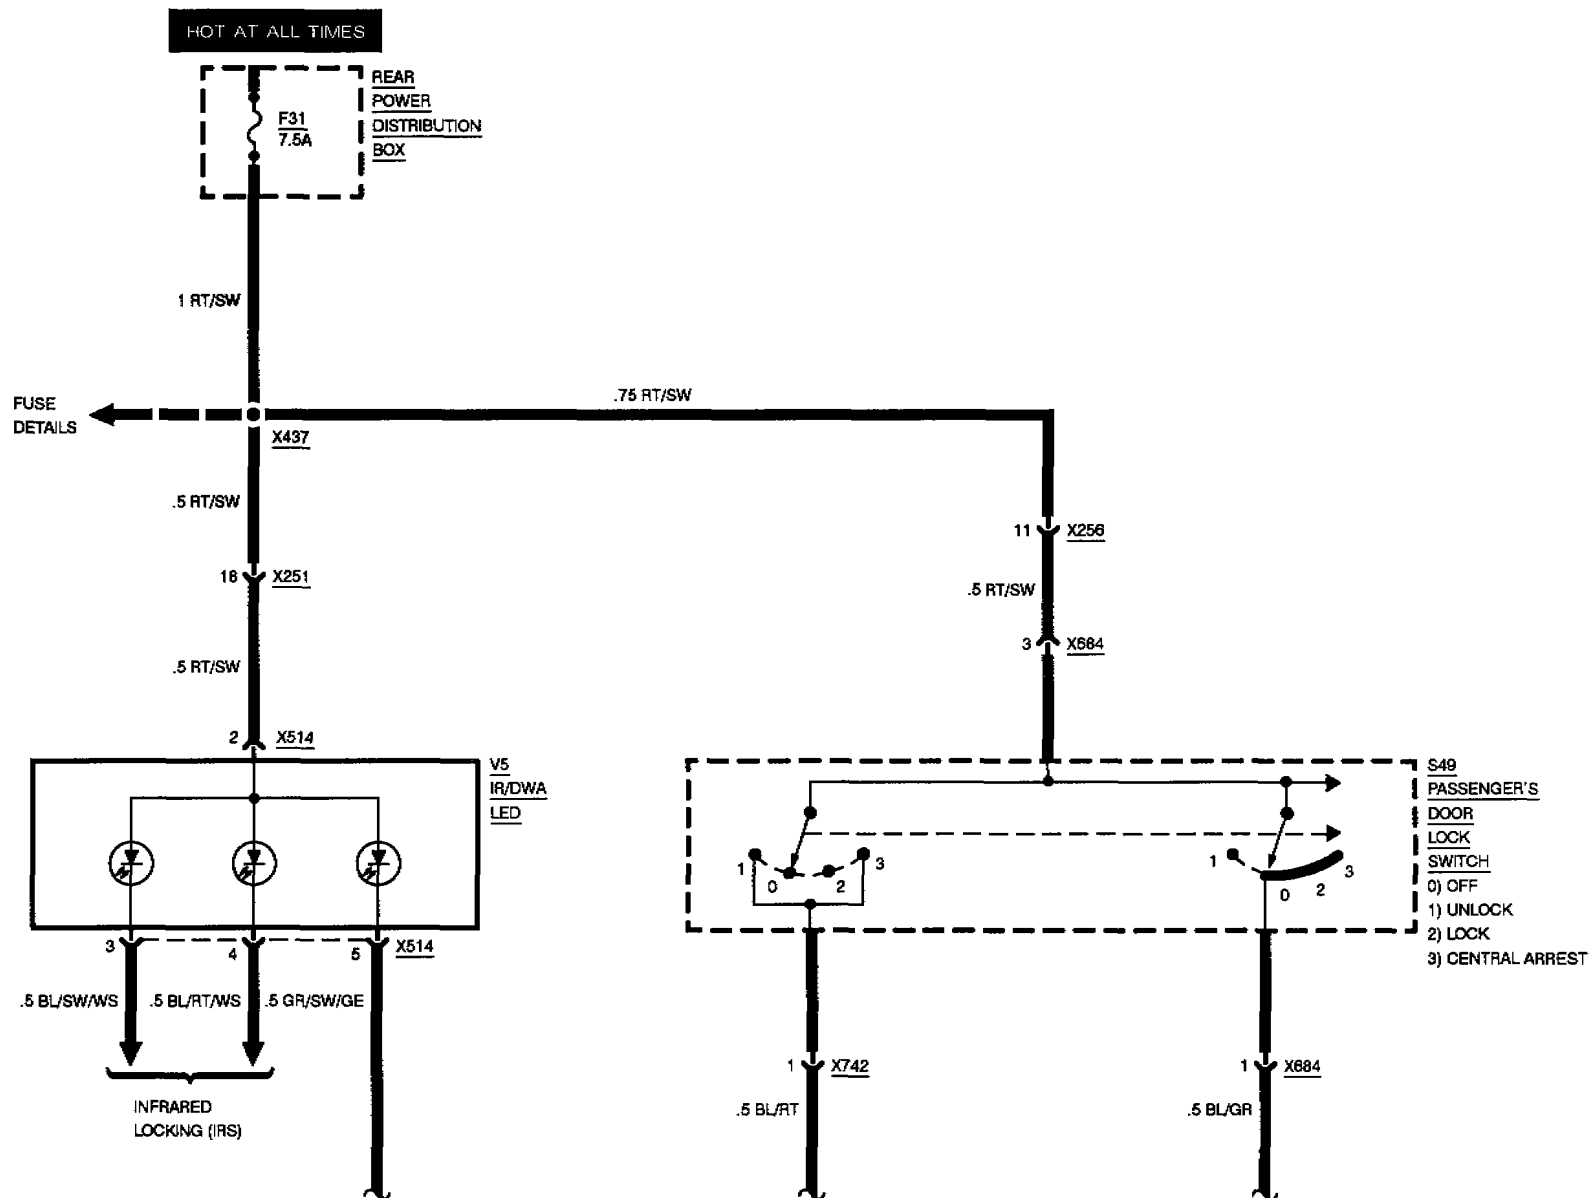 HOT AT ALL TIMES
REAR
POWER
DISTRIBUTION
BOX
F31
7.5A
1 RT/SW
FUSE
DETAILS
.75 RT/SW
X437
.5 RT/SW
11 X256
18 X251
.5 RT/SW
3 X684
.5 RT/SW
2 X514
V5
IR/DWA
LED
S49
PASSENGER'S
DOOR
LOCK
SWITCH
0) OFF
1) UNLOCK
2) LOCK
3) CENTRAL ARREST
1 0 2 3
1 0 2 3
3 4 5 X514
.5 BL/SW/WS .5 BL/RT/WS .5 GR/SW/GE
1 X742
1 X684
INFRARED
LOCKING (IRS)
.5 BL/RT
.5 BL/GR